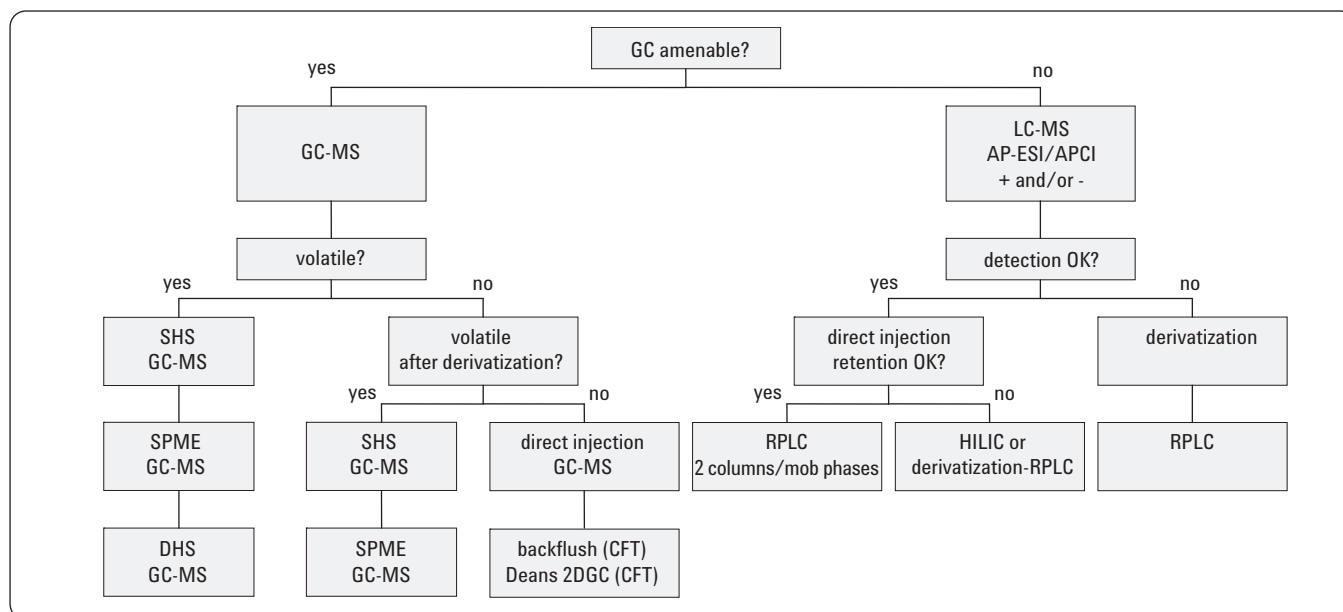 GC amenable?
yes
no
GC-MS
LC-MS
AP-ESI/APCI
+ and/or -
volatile?
detection OK?
yes
no
yes
no
SHS
GC-MS
volatile
after derivatization?
direct injection
retention OK?
derivatization
yes
no
yes
no
SPME
GC-MS
SHS
GC-MS
direct injection
GC-MS
RPLC
2 columns/mob phases
HILIC or
derivatization-RPLC
RPLC
DHS
GC-MS
SPME
GC-MS
backflush (CFT)
Deans 2DGC (CFT)